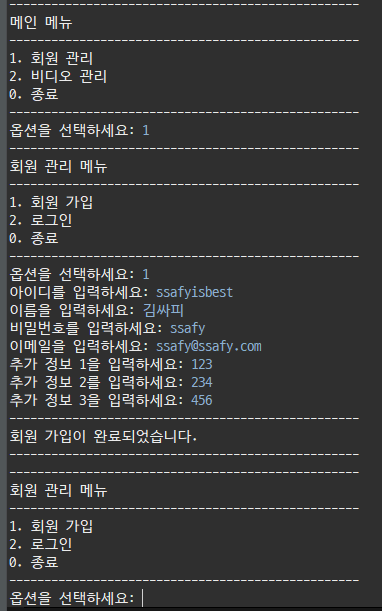 --------------------------------------------------
메인 메뉴
--------------------------------------------------
1. 회원 관리
2. 비디오 관리
0. 종료
--------------------------------------------------
옵션을 선택하세요: 1
--------------------------------------------------
회원 관리 메뉴
--------------------------------------------------
1. 회원 가입
2. 로그인
0. 종료
--------------------------------------------------
옵션을 선택하세요: 1
아이디를 입력하세요: ssafyisbest
이름을 입력하세요: 김싸피
비밀번호를 입력하세요: ssafy
이메일을 입력하세요: ssafy@ssafy.com
추가 정보 1을 입력하세요: 123
추가 정보 2를 입력하세요: 234
추가 정보 3을 입력하세요: 456
--------------------------------------------------
회원 가입이 완료되었습니다.
--------------------------------------------------
--------------------------------------------------
회원 관리 메뉴
--------------------------------------------------
1. 회원 가입
2. 로그인
0. 종료
--------------------------------------------------
옵션을 선택하세요: